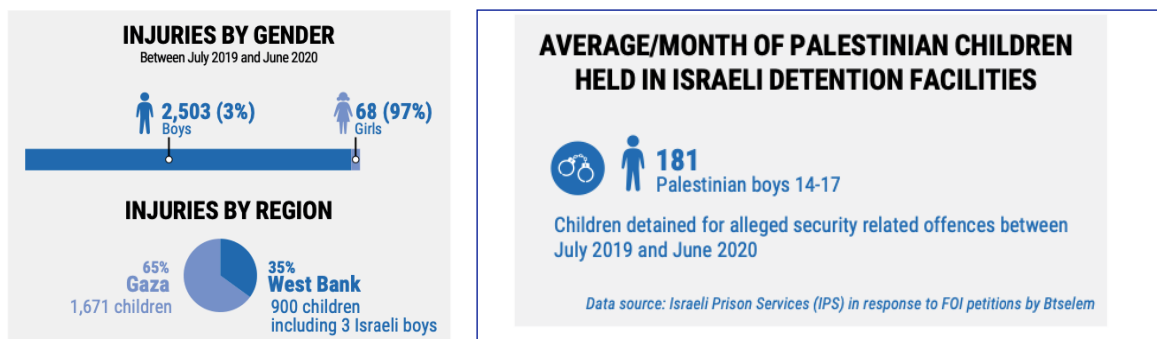 INJURIES BY GENDER
Between July 2019 and June 2020
2,503 (3%)
Boys
68 (97%)
Girls
INJURIES BY REGION
65%
Gaza
1,671 children
35%
West Bank
900 children
including 3 Israeli boys
AVERAGE/MONTH OF PALESTINIAN CHILDREN
HELD IN ISRAELI DETENTION FACILITIES
181
Palestinian boys 14-17
Children detained for alleged security related offences between
July 2019 and June 2020
Data source: Israeli Prison Services (IPS) in response to FOI petitions by Btselem